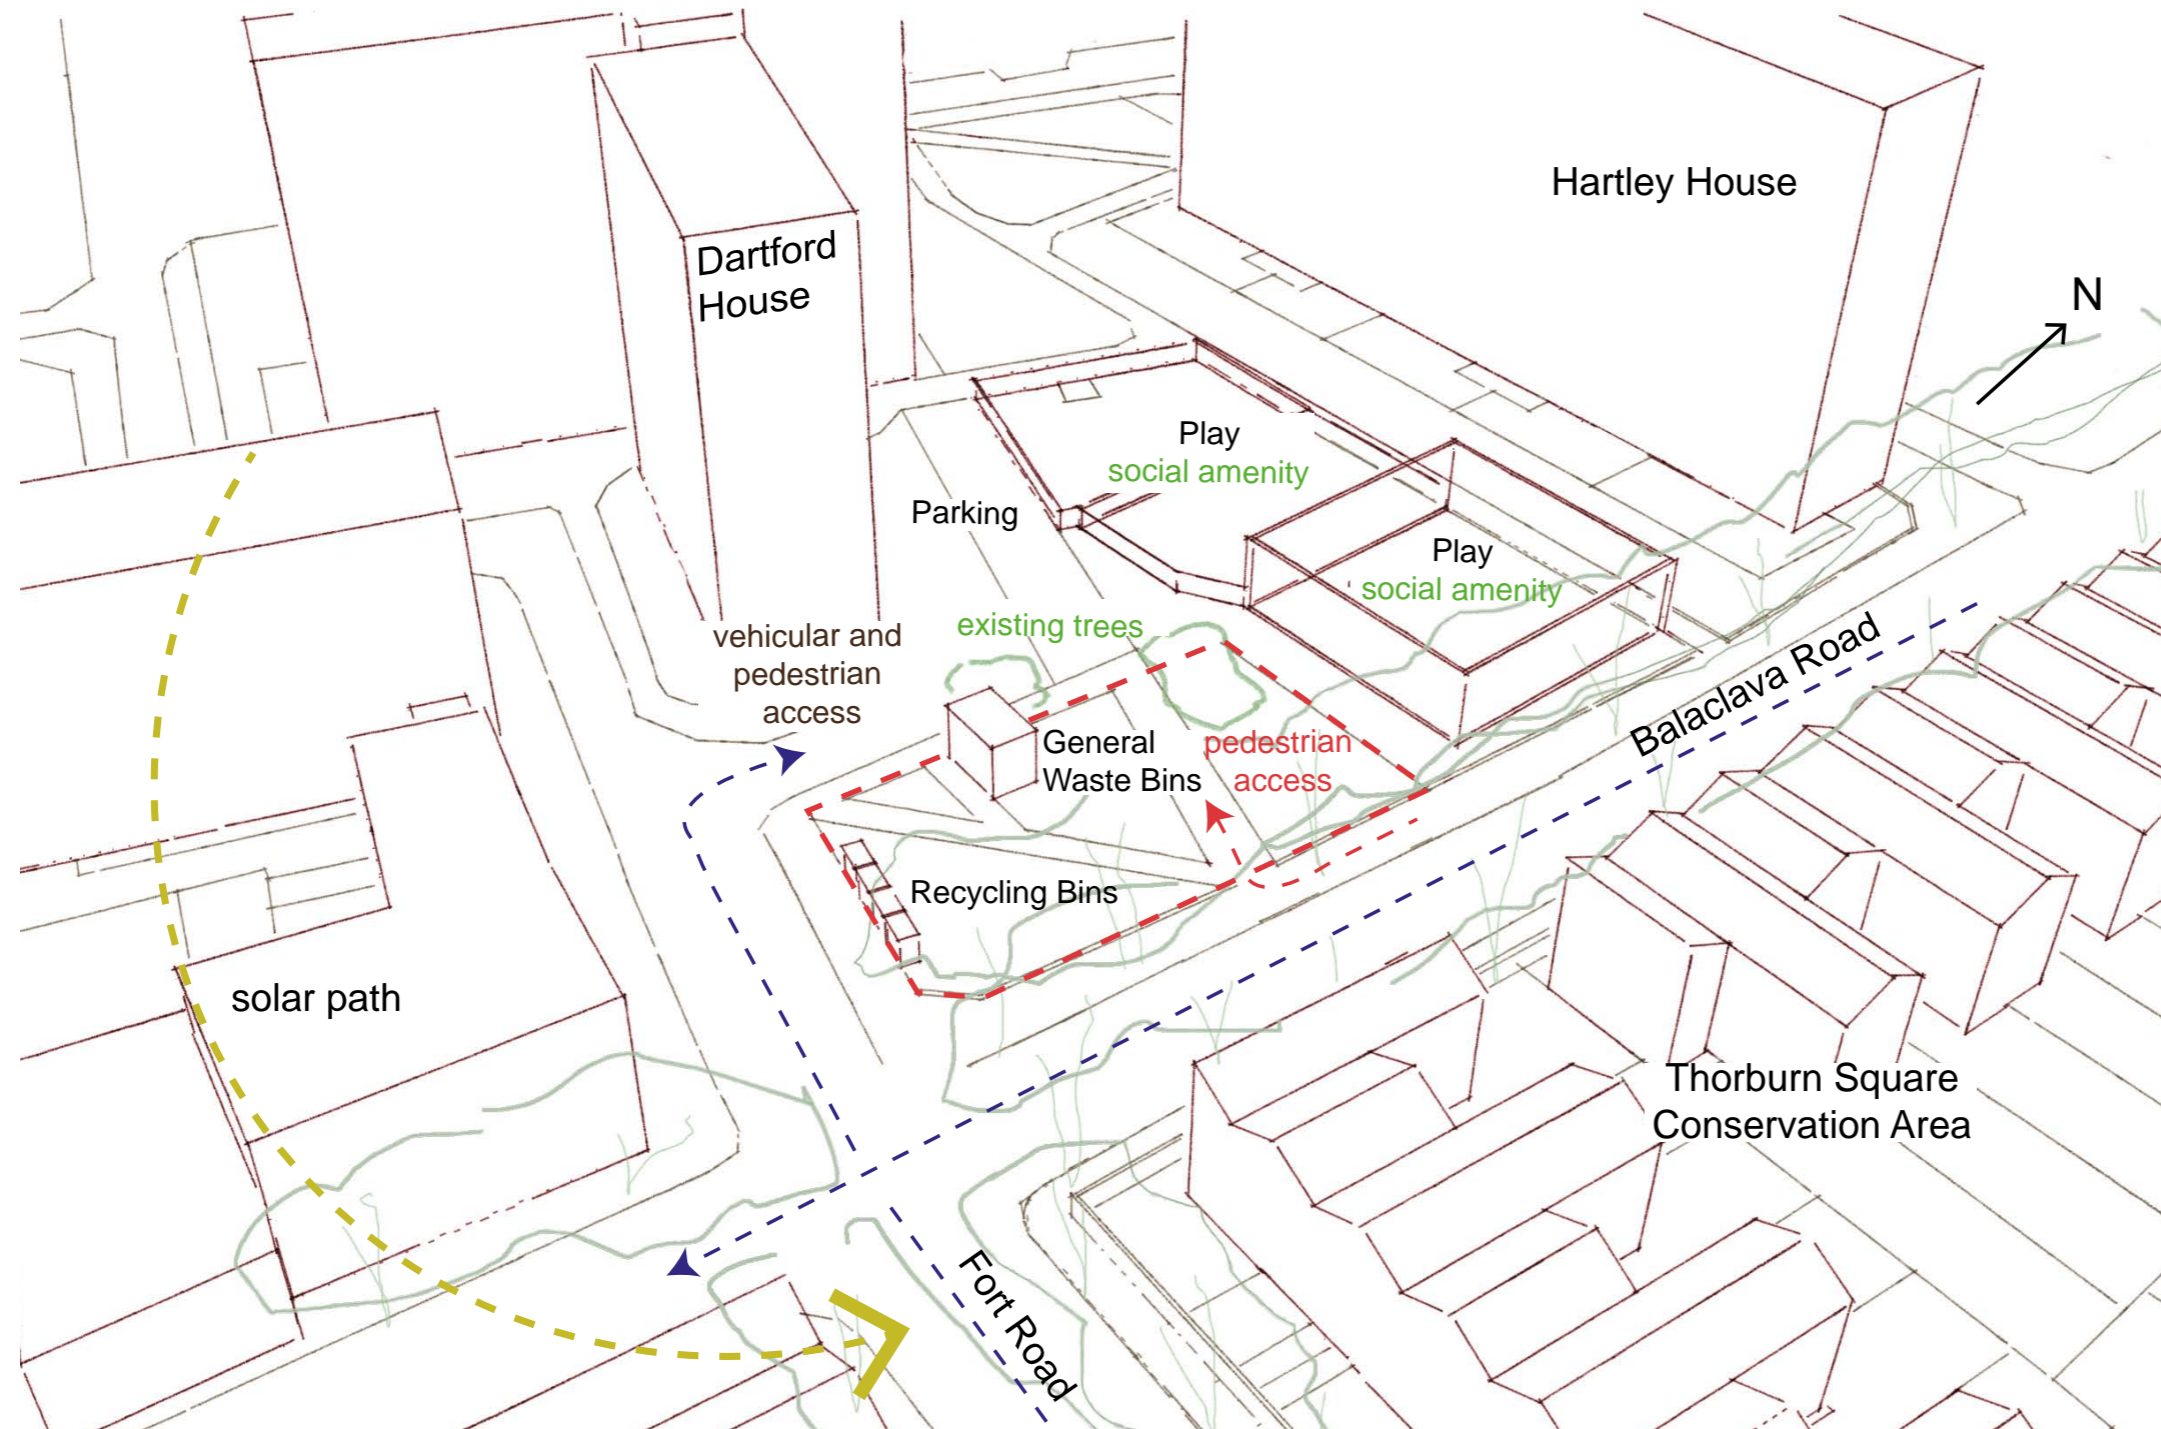 Hartley House
Dartford
House
N
Play
social amenity
Parking
Play
social amenity
existing trees
vehicular and
pedestrian
access
Balaclava Road
General
Waste Bins
pedestrian
access
Recycling Bins
solar path
Thorburn Square
Conservation Area
Fort Road